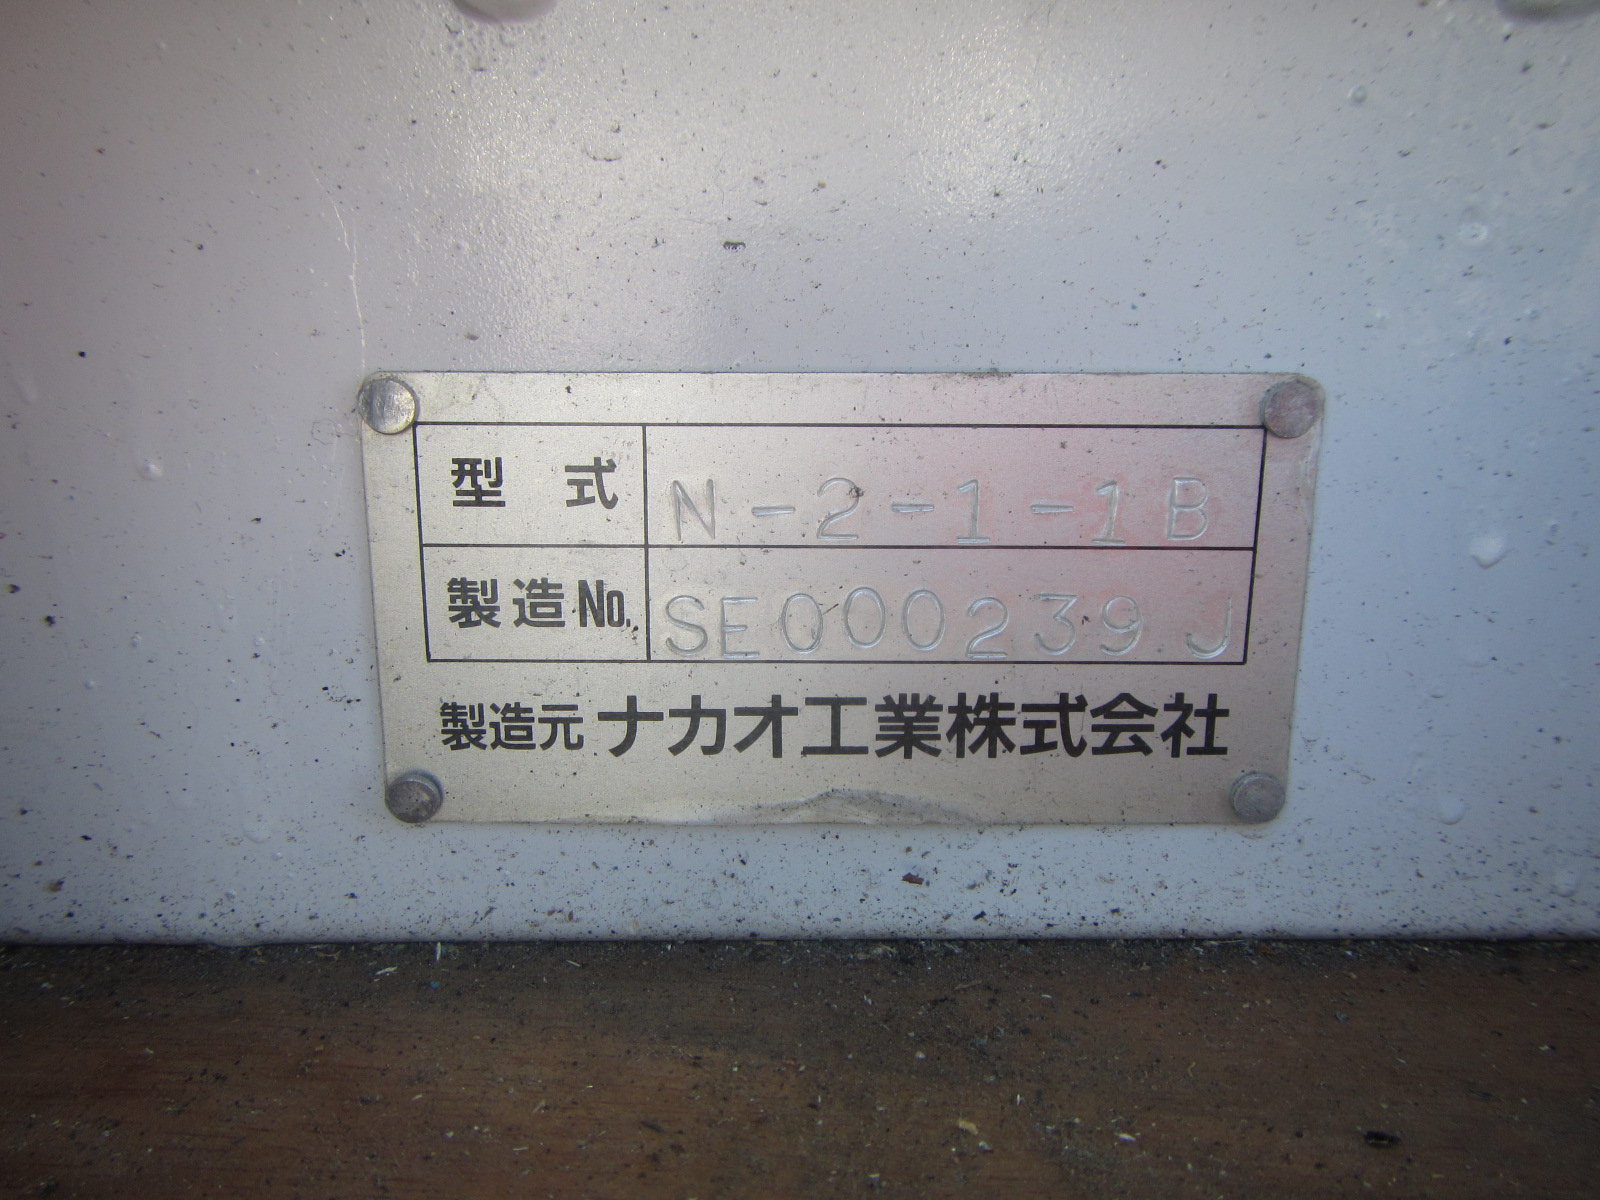 型 式 N-2-1-1B
製造No. SE000239J
製造元 ナカオ工業株式会社